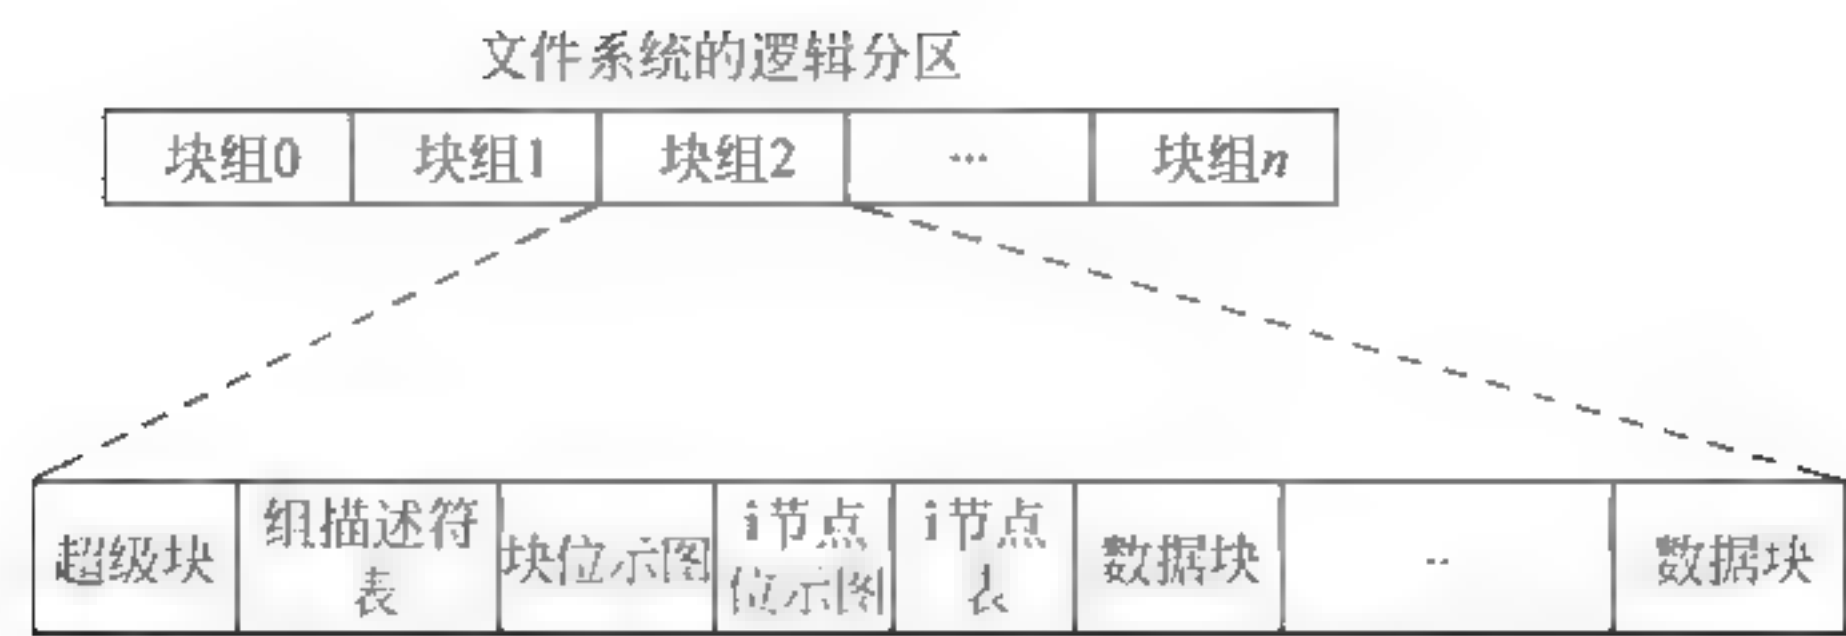 文件系统的逻辑分区
块组0 块组1 块组2 … 块组n
超级块 组描述符表 块位示图 i节点位示图 i节点表 数据块 .. 数据块